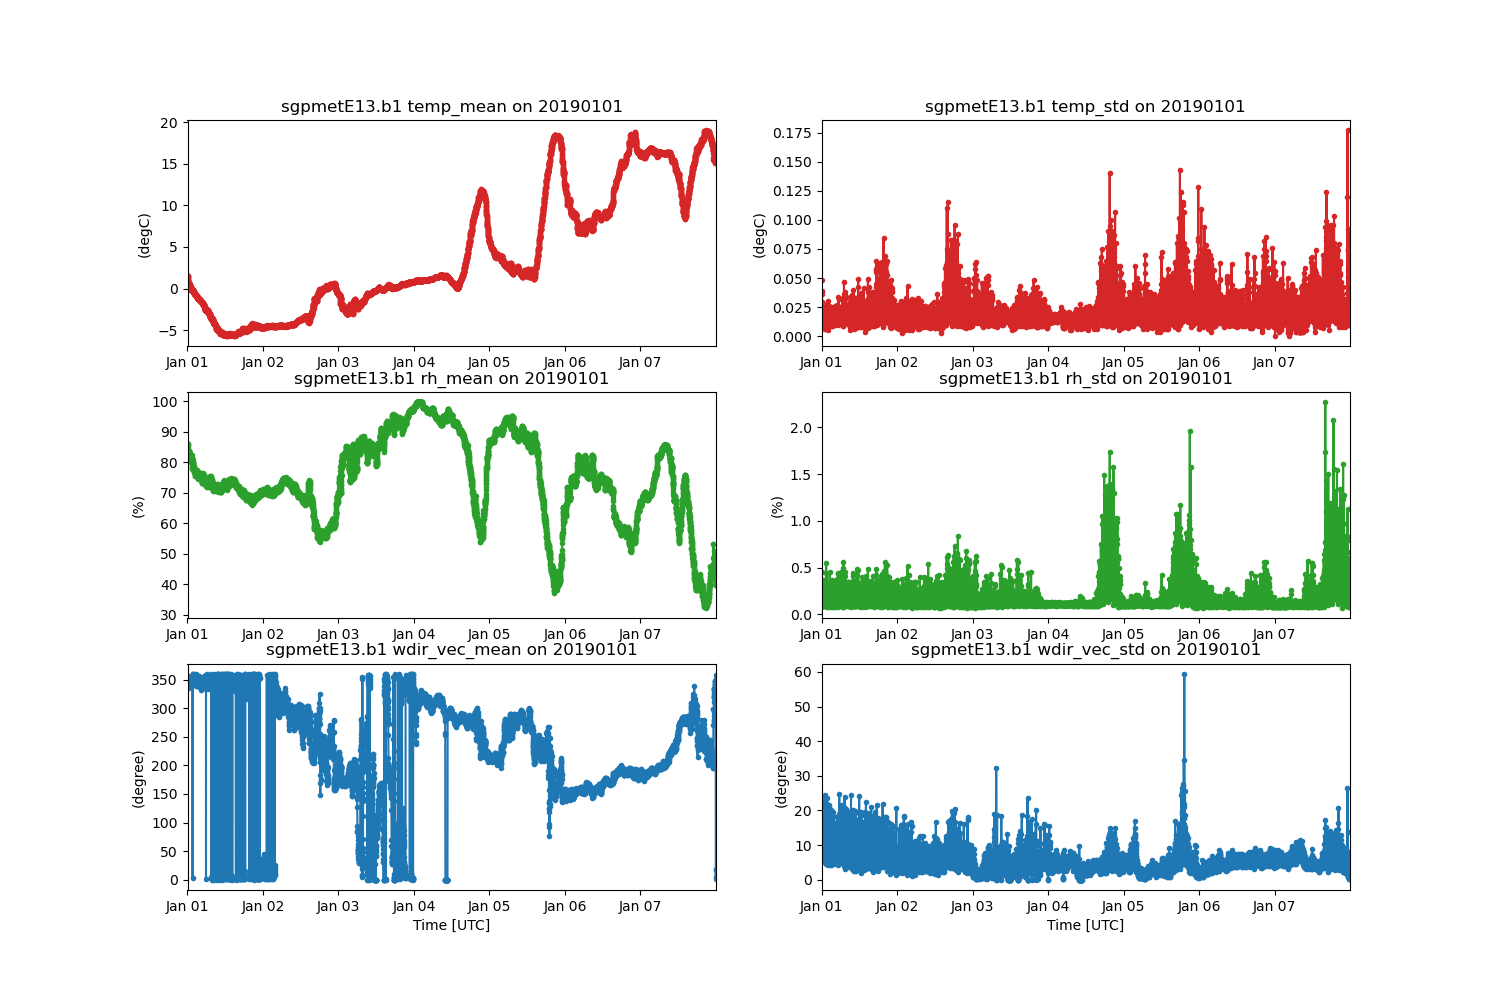 sgpmetE13.b1 temp_mean on 20190101
20
15
10
5
0
−5
(degC)
Jan 01 Jan 02 Jan 03 Jan 04 Jan 05 Jan 06 Jan 07
sgpmetE13.b1 temp_std on 20190101
0.175
0.150
0.125
0.100
0.075
0.050
0.025
0.000
(degC)
Jan 01 Jan 02 Jan 03 Jan 04 Jan 05 Jan 06 Jan 07
sgpmetE13.b1 rh_mean on 20190101
100
90
80
70
60
50
40
30
(%)
Jan 01 Jan 02 Jan 03 Jan 04 Jan 05 Jan 06 Jan 07
sgpmetE13.b1 rh_std on 20190101
2.0
1.5
1.0
0.5
0.0
(%)
Jan 01 Jan 02 Jan 03 Jan 04 Jan 05 Jan 06 Jan 07
sgpmetE13.b1 wdir_vec_mean on 20190101
350
300
250
200
150
100
50
0
(degree)
Jan 01 Jan 02 Jan 03 Jan 04 Jan 05 Jan 06 Jan 07
Time [UTC]
sgpmetE13.b1 wdir_vec_std on 20190101
60
50
40
30
20
10
0
(degree)
Jan 01 Jan 02 Jan 03 Jan 04 Jan 05 Jan 06 Jan 07
Time [UTC]